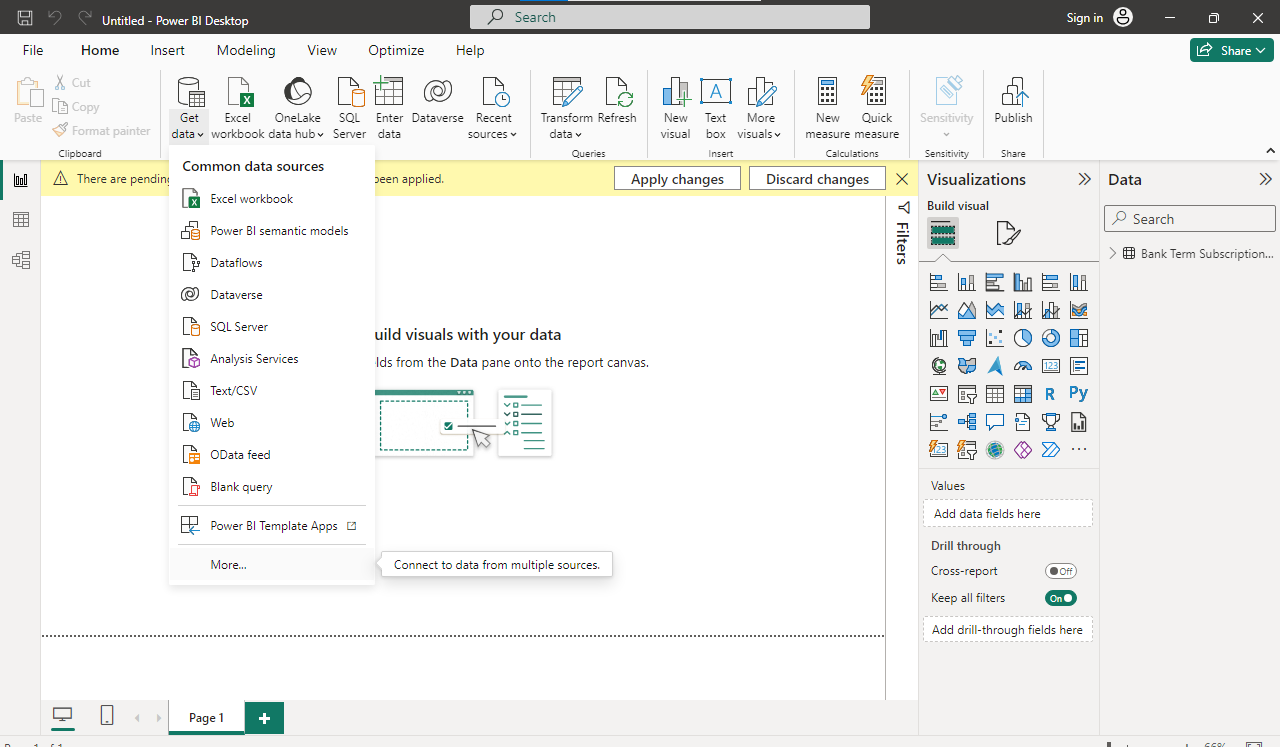 Untitled - Power BI Desktop
Search
Sign in
File
Home
Insert
Modeling
View
Optimize
Help
Share
Paste
Cut
Copy
Format painter
Clipboard
Get
data
Excel
workbook
OneLake
data hub
SQL
Server
Enter
data
Dataverse
Recent
sources
Transform
data
Refresh
Queries
New
visual
Text
box
More
visuals
Insert
New
measure
Quick
measure
Calculations
Sensitivity
Sensitivity
Publish
Share
Common data sources
Excel workbook
Power BI semantic models
Dataflows
Dataverse
SQL Server
Analysis Services
Text/CSV
Web
OData feed
Blank query
Power BI Template Apps
More...
Connect to data from multiple sources.
There are pending
een applied.
Apply changes
Discard changes
uild visuals with your data
lds from the Data pane onto the report canvas.
Filters
Visualizations
Build visual
123
R
Py
123
Values
Add data fields here
Drill through
Cross-report
Off
Keep all filters
On
Add drill-through fields here
Data
Search
Bank Term Subscription...
Page 1